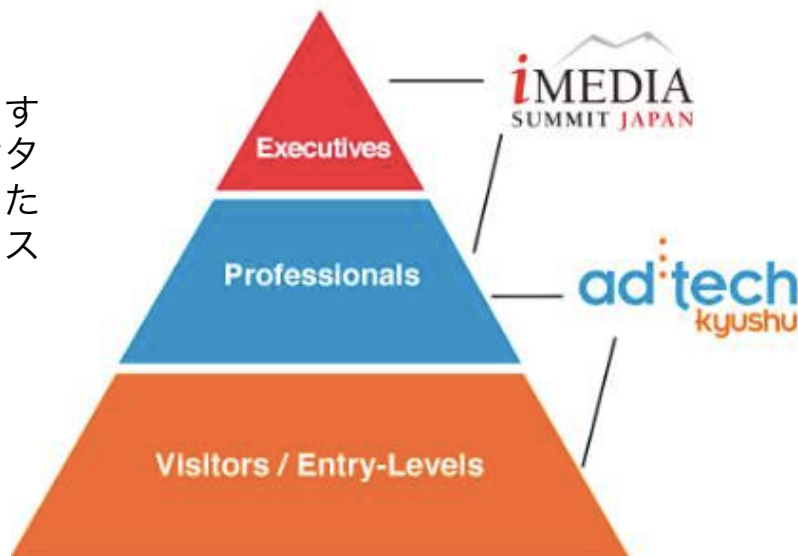 す
タ
た
ス
Executives
iMEDIA
SUMMIT JAPAN
Professionals
ad:tech
kyushu
Visitors / Entry-Levels